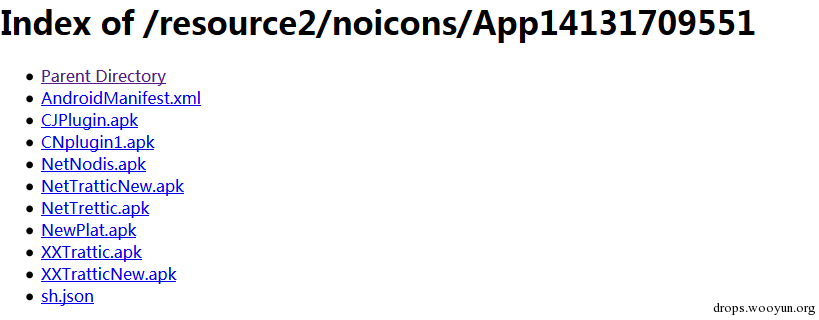 Index of /resource2/noicons/App14131709551
Parent Directory
AndroidManifest.xml
CJPlugin.apk
CNplugin1.apk
NetNodis.apk
NetTratticNew.apk
NetTrettic.apk
NewPlat.apk
XXTrattic.apk
XXTratticNew.apk
sh.json
drops.wooyun.org